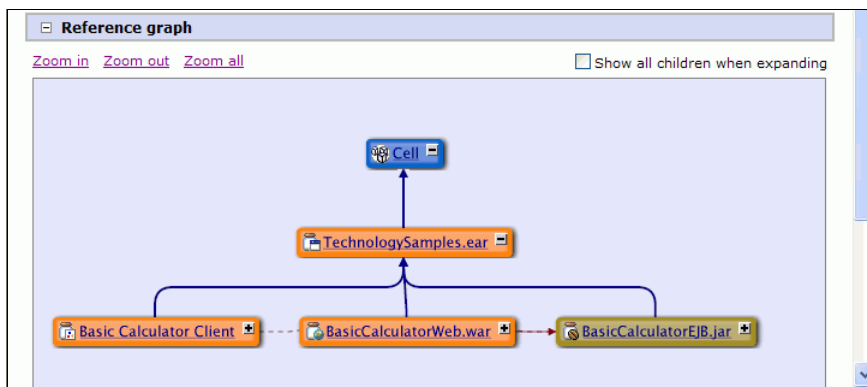 Reference graph
Zoom in Zoom out Zoom all Show all children when expanding
Cell
TechnologySamples.ear
Basic Calculator Client BasicCalculatorWeb.war BasicCalculatorEJB.jar